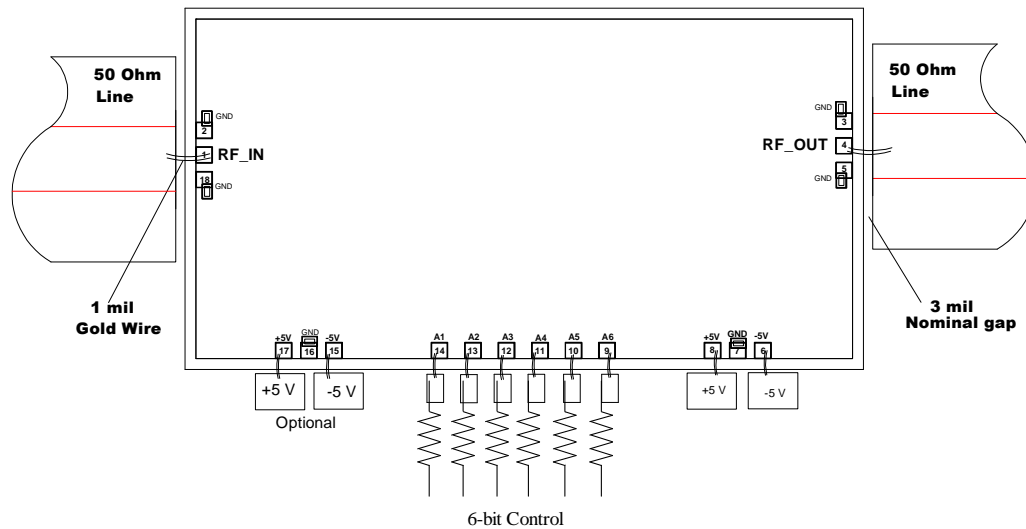 50 Ohm
Line
50 Ohm
Line
GND
2
1
RF_IN
18
GND
GND
3
RF_OUT
4
5
GND
1 mil
Gold Wire
3 mil
Nominal gap
+5V
GND
-5V
17
16
15
A1
A2
A3
A4
A5
A6
14
13
12
11
10
9
+5V
GND
-5V
8
7
6
+5 V
-5 V
Optional
+5 V
-5 V
6-bit Control